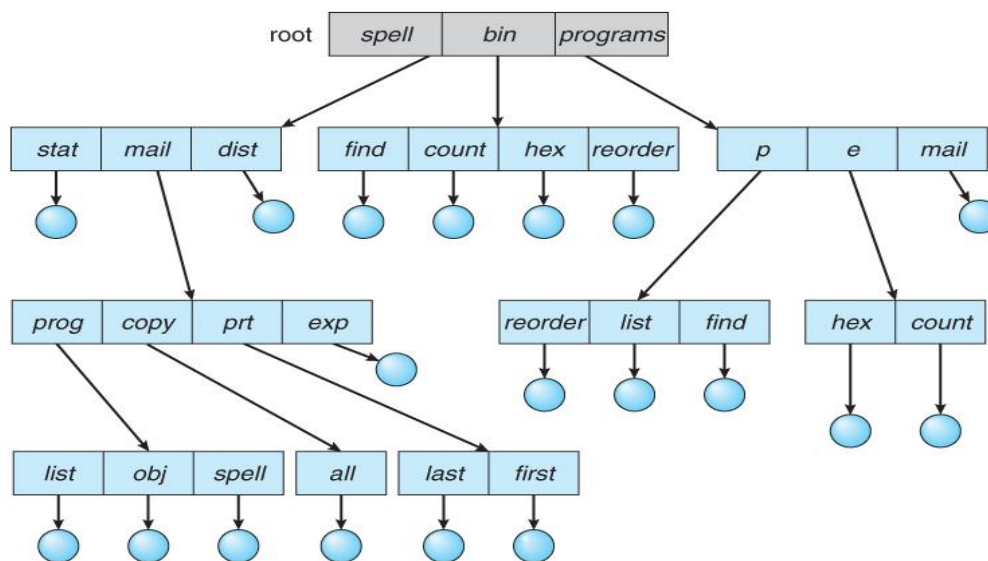 root spell bin programs
stat mail dist find count hex reorder p e mail
prog copy prt exp reorder list find hex count
list obj spell all last first